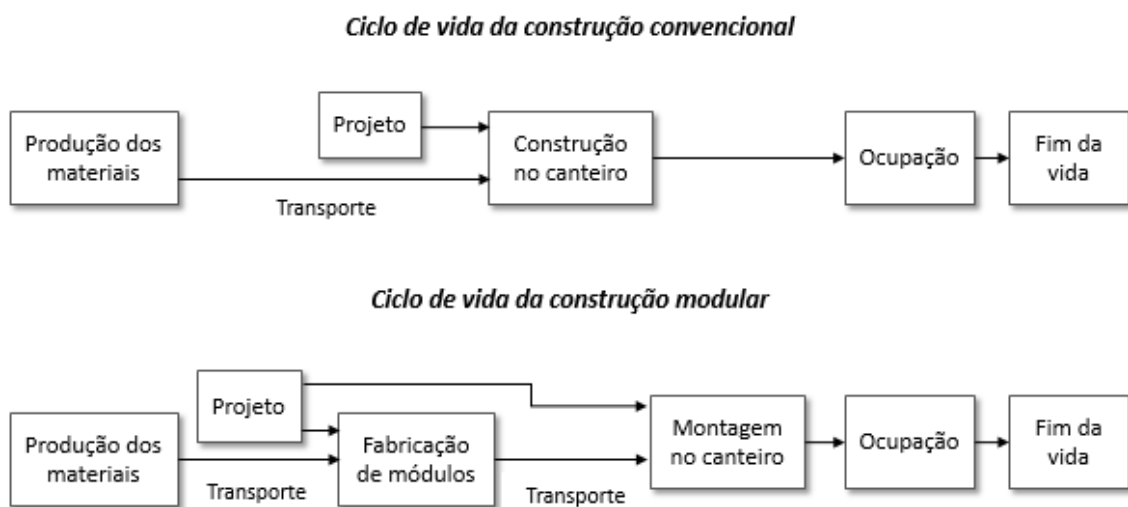 Ciclo de vida da construção convencional
Projeto
Produção dos
materiais
Construção
no canteiro
Ocupação
Fim da
vida
Transporte
Ciclo de vida da construção modular
Projeto
Produção dos
materiais
Fabricação
de módulos
Montagem
no canteiro
Ocupação
Fim da
vida
Transporte
Transporte